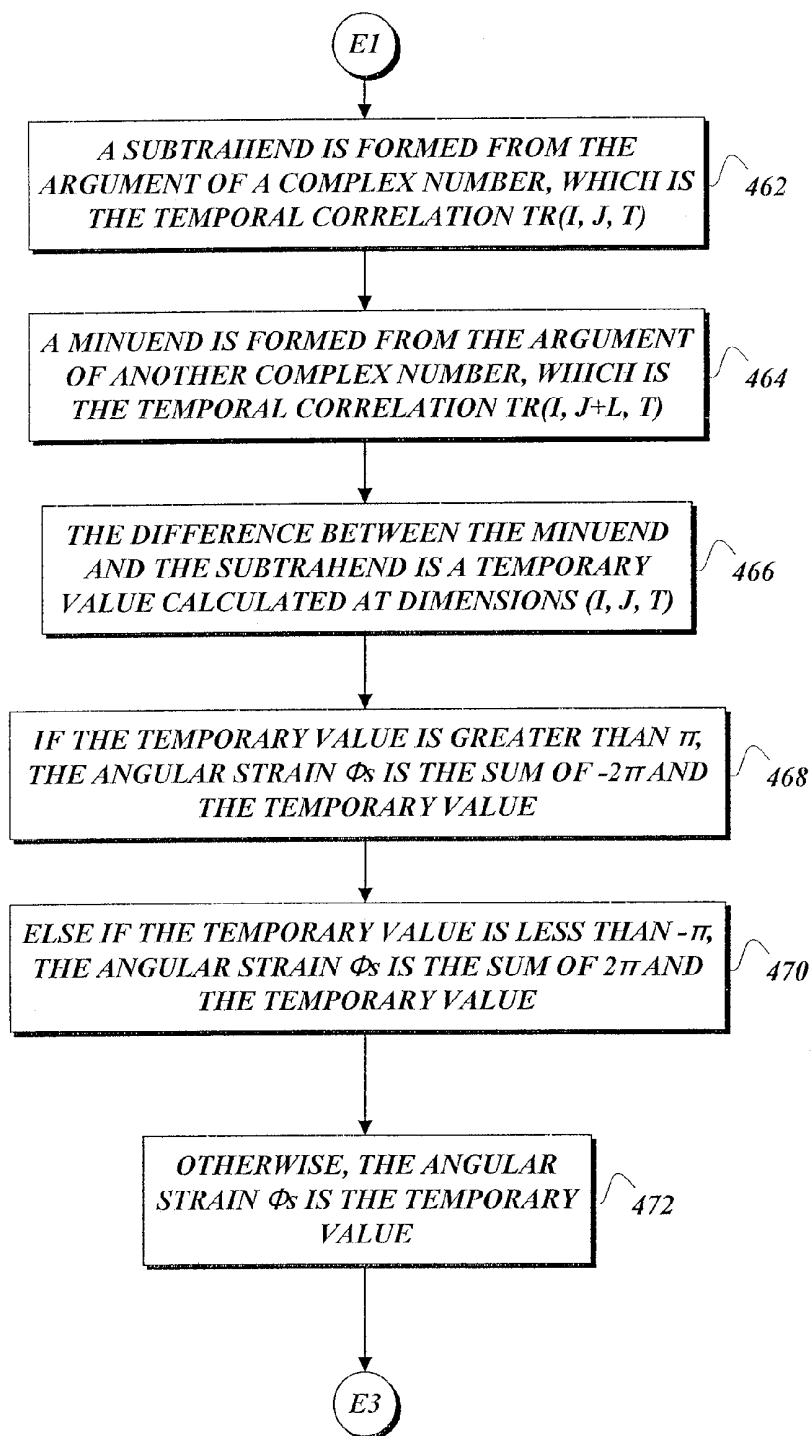 E1
A SUBTRAHEND IS FORMED FROM THE
ARGUMENT OF A COMPLEX NUMBER, WHICH IS
THE TEMPORAL CORRELATION TR(I, J, T)
462
A MINUEND IS FORMED FROM THE ARGUMENT
OF ANOTHER COMPLEX NUMBER, WHICH IS
THE TEMPORAL CORRELATION TR(I, J+L, T)
464
THE DIFFERENCE BETWEEN THE MINUEND
AND THE SUBTRAHEND IS A TEMPORARY
VALUE CALCULATED AT DIMENSIONS (I, J, T)
466
IF THE TEMPORARY VALUE IS GREATER THAN π,
THE ANGULAR STRAIN Φs IS THE SUM OF -2π AND
THE TEMPORARY VALUE
468
ELSE IF THE TEMPORARY VALUE IS LESS THAN -π,
THE ANGULAR STRAIN Φs IS THE SUM OF 2π AND
THE TEMPORARY VALUE
470
OTHERWISE, THE ANGULAR
STRAIN Φs IS THE TEMPORARY
VALUE
472
E3